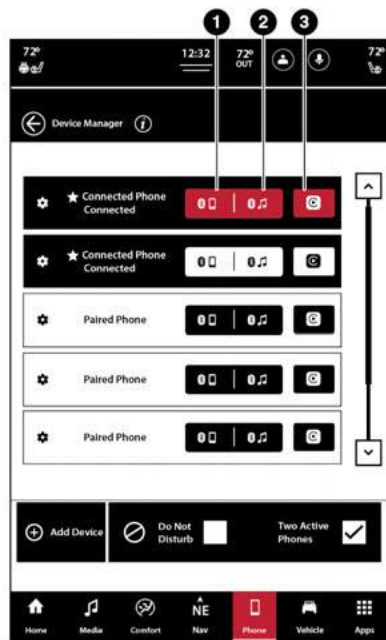 1 2 3
72° 12:32 72° OUT 72°
Device Manager i
Connected Phone
Connected
Connected Phone
Connected
Paired Phone
Paired Phone
Paired Phone
Add Device
Do Not
Disturb
Two Active
Phones
NE
Home Media Comfort Nav Phone Vehicle Apps